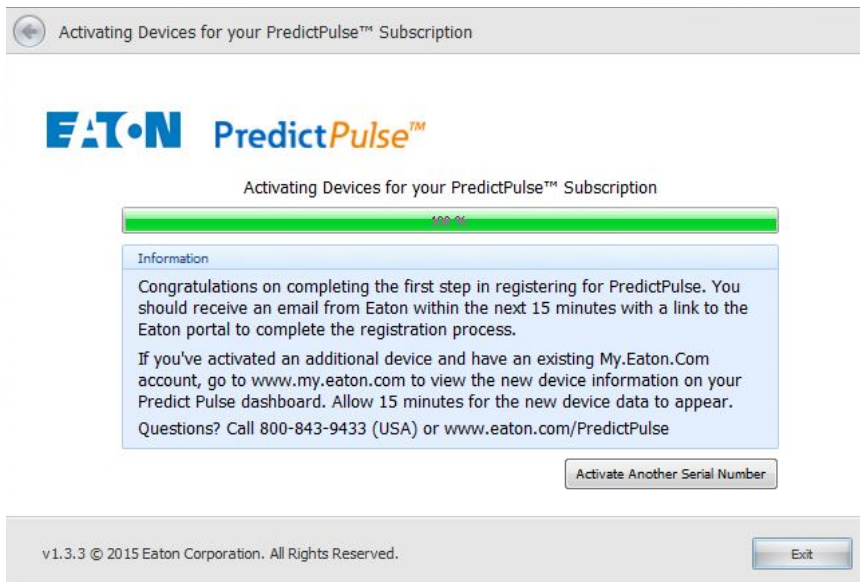 Activating Devices for your PredictPulse™ Subscription
EATON PredictPulse™
Activating Devices for your PredictPulse™ Subscription
100 %
Information
Congratulations on completing the first step in registering for PredictPulse. You
should receive an email from Eaton within the next 15 minutes with a link to the
Eaton portal to complete the registration process.
If you've activated an additional device and have an existing My.Eaton.Com
account, go to www.my.eaton.com to view the new device information on your
Predict Pulse dashboard. Allow 15 minutes for the new device data to appear.
Questions? Call 800-843-9433 (USA) or www.eaton.com/PredictPulse
Activate Another Serial Number
v1.3.3 © 2015 Eaton Corporation. All Rights Reserved.
Exit